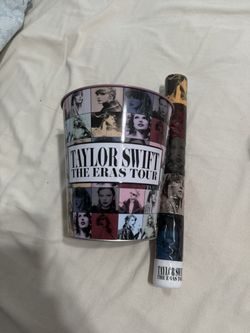 TAYLOR SWIFT
THE ERAS TOUR
TAYLOR SWIFT
THE ERAS TOUR